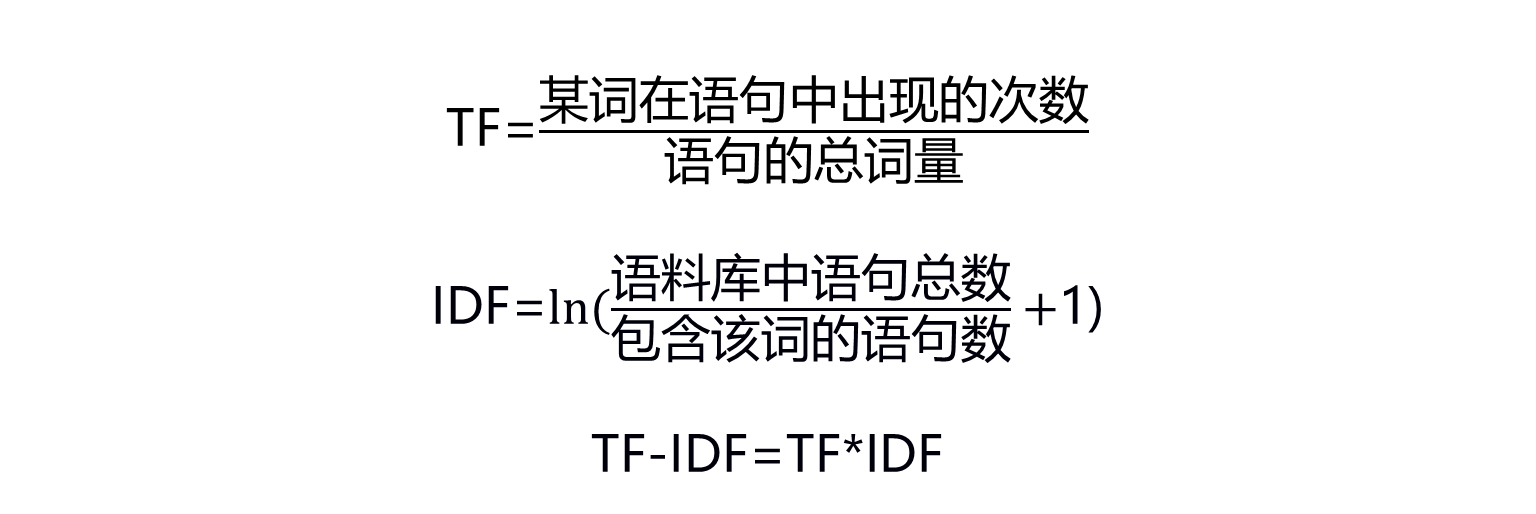 TF=某词在语句中出现的次数/语句的总词量
IDF=ln(语料库中语句总数/包含该词的语句数+1)
TF-IDF=TF*IDF